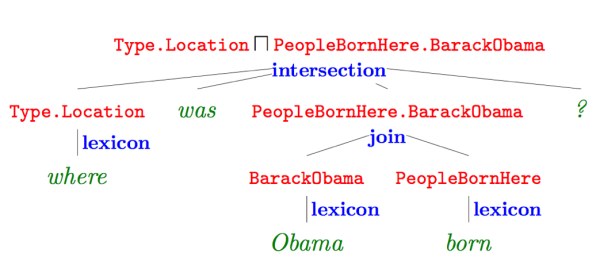 Type.Location ⊓ PeopleBornHere.BarackObama
intersection
Type.Location was PeopleBornHere.BarackObama ?
lexicon join
where BarackObama PeopleBornHere
lexicon lexicon
Obama born